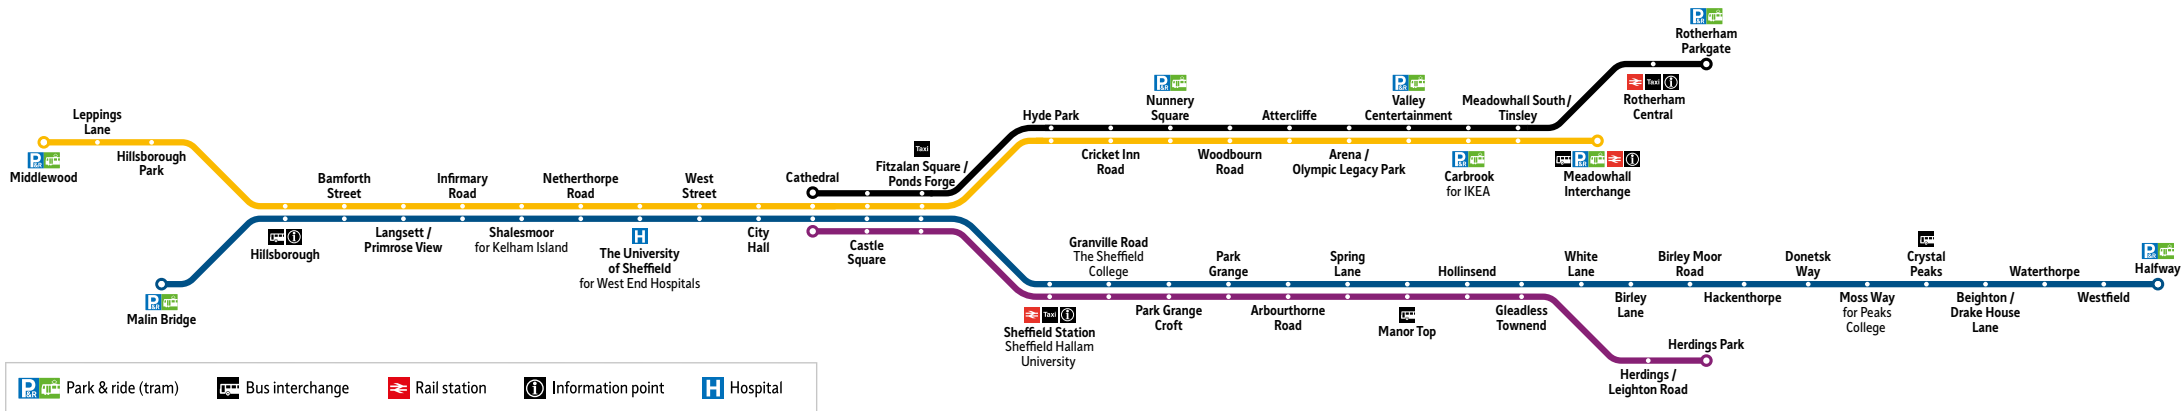 Rotherham
Parkgate
Taxi
Rotherham
Central
Leppings
Lane
P&R
Middlewood
Hillsborough
Park
Bamforth
Street
Infirmary
Road
Netherthorpe
Road
West
Street
Cathedral
Taxi
Fitzalan Square /
Ponds Forge
Hyde Park
P&R
Nunnery
Square
Attercliffe
P&R
Valley
Centertainment
Meadowhall South /
Tinsley
Cricket Inn
Road
Woodbourn
Road
Arena /
Olympic Legacy Park
P&R
Carbrook
for IKEA
P&R
Meadowhall
Interchange
Hillsborough
Langsett /
Primrose View
Shalesmoor
for Kelham Island
H
The University
of Sheffield
for West End Hospitals
City
Hall
Castle
Square
P&R
Malin Bridge
Granville Road
The Sheffield
College
Park
Grange
Spring
Lane
Hollinsend
White
Lane
Birley Moor
Road
Donetsk
Way
Crystal
Peaks
Waterthorpe
P&R
Halfway
Taxi
Sheffield Station
Sheffield Hallam
University
Park Grange
Croft
Arbourthorne
Road
Manor Top
Gleadless
Townend
Birley
Lane
Hackenthorpe
Moss Way
for Peaks
College
Beighton /
Drake House
Lane
Westfield
Herdings Park
Herdings /
Leighton Road
P&R Park & ride (tram)
Bus interchange
Rail station
i Information point
H Hospital